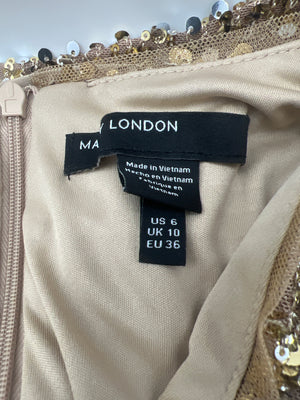 LONDON
MA
Made in Vietnam
Hecho en Vietnam
Fabriqué en
Vietnam
US 6
UK 10
EU 36